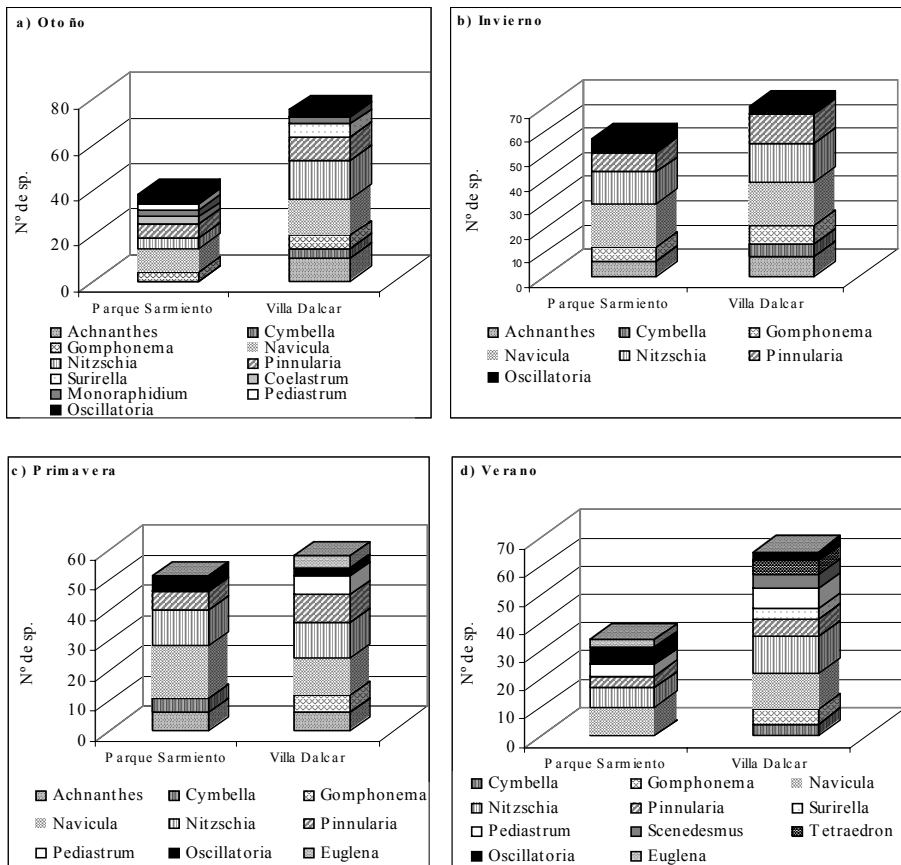 a) Otoño
Nº de sp.
80
60
40
20
0
Parque Sarmiento Villa Dalcar
Achnanthes Cymbella
Gomphonema Navicula
Nitzschia Pinnularia
Surirella Coelastrum
Monoraphidium Pediastrum
Oscillatoria
b) Invierno
Nº de sp.
70
60
50
40
30
20
10
0
Parque Sarmiento Villa Dalcar
Achnanthes Cymbella Gomphonema
Navicula Nitzschia Pinnularia
Oscillatoria
c) Primavera
Nº de sp.
60
50
40
30
20
10
0
Parque Sarmiento Villa Dalcar
Achnanthes Cymbella Gomphonema
Navicula Nitzschia Pinnularia
Pediastrum Oscillatoria Euglena
d) Verano
Nº de sp.
70
60
50
40
30
20
10
0
Parque Sarmiento Villa Dalcar
Cymbella Gomphonema Navicula
Nitzschia Pinnularia Surirella
Pediastrum Scenedesmus Tetraedron
Oscillatoria Euglena